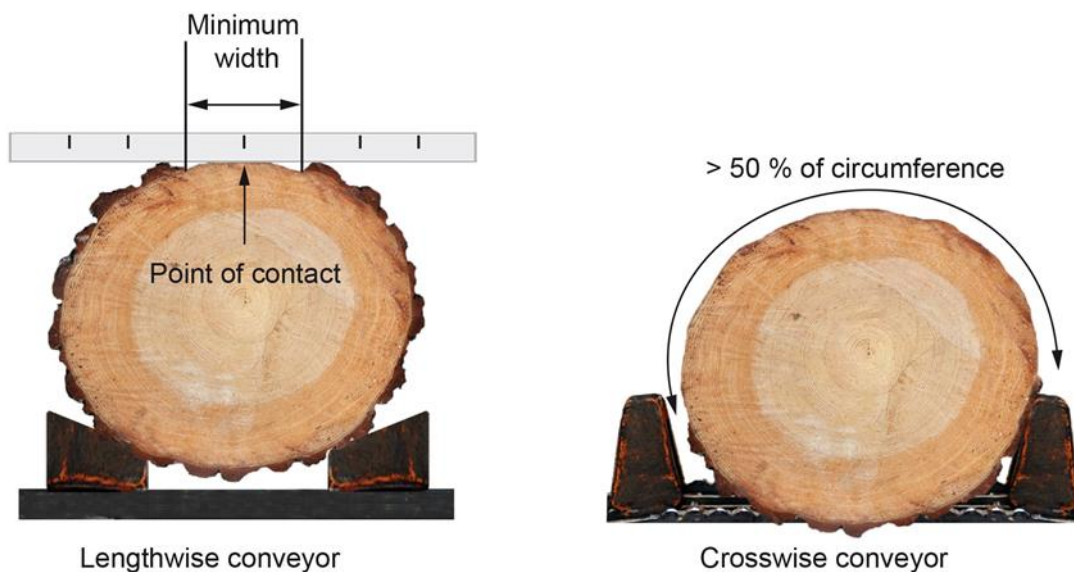 Minimum
width
> 50 % of circumference
Point of contact
Lengthwise conveyor
Crosswise conveyor